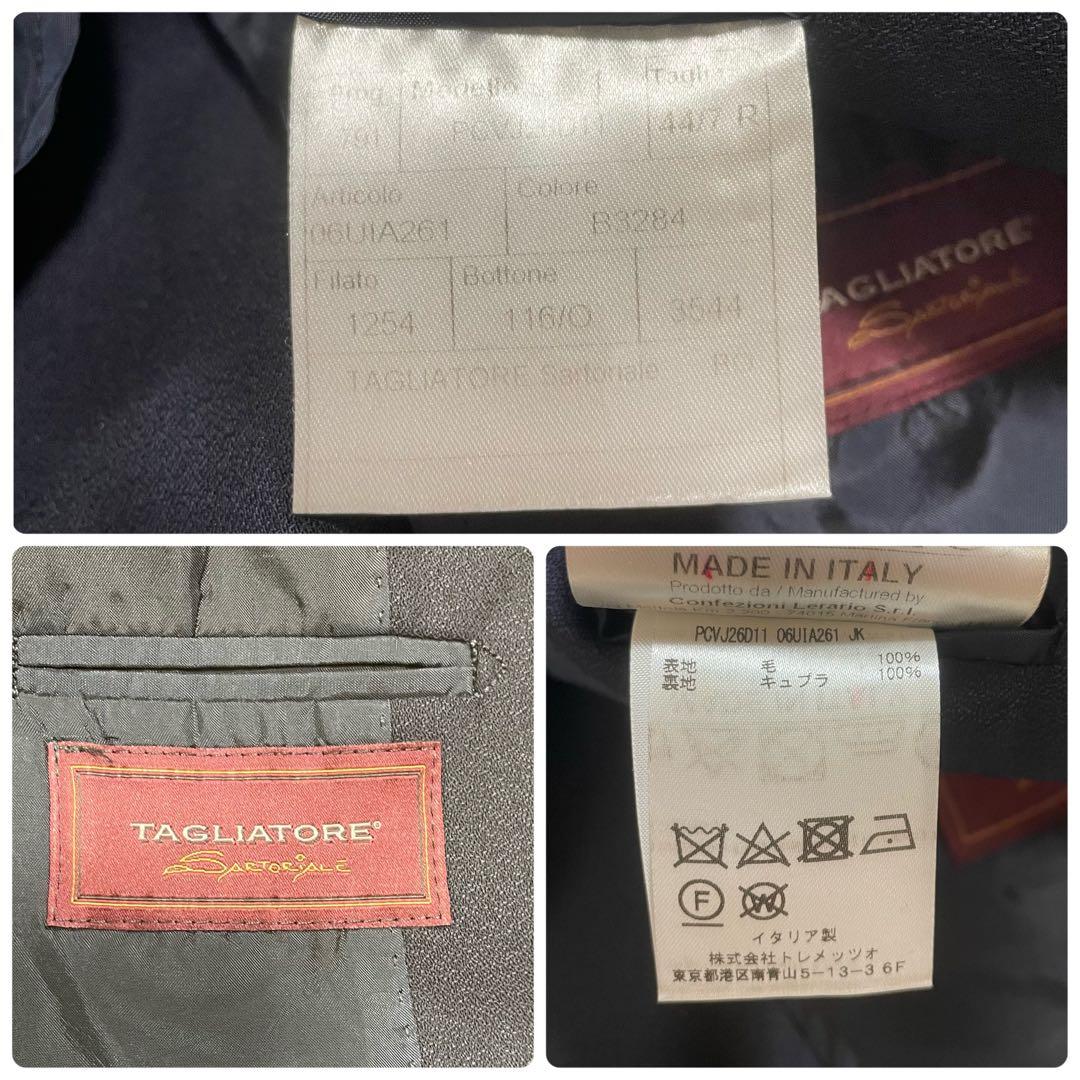 Prog. Modello Taglia
791 44/7 R
Articolo Colore
06UIA261 B3284
Filato Bottone
1254 116/O 3544
TAGLIATORE Sartoriale RO
TAGLIATORE
Sartoriale
TAGLIATORE®
Sartoriale
MADE IN ITALY
Prodotto da / Manufactured by
Confezioni Lerario S.r.l.
PCVJ26D11 06UIA261 JK
表地 毛 100%
裏地 キュプラ 100%
F W
イタリア製
株式会社トレメッツオ
東京都港区南青山5-13-3 6F